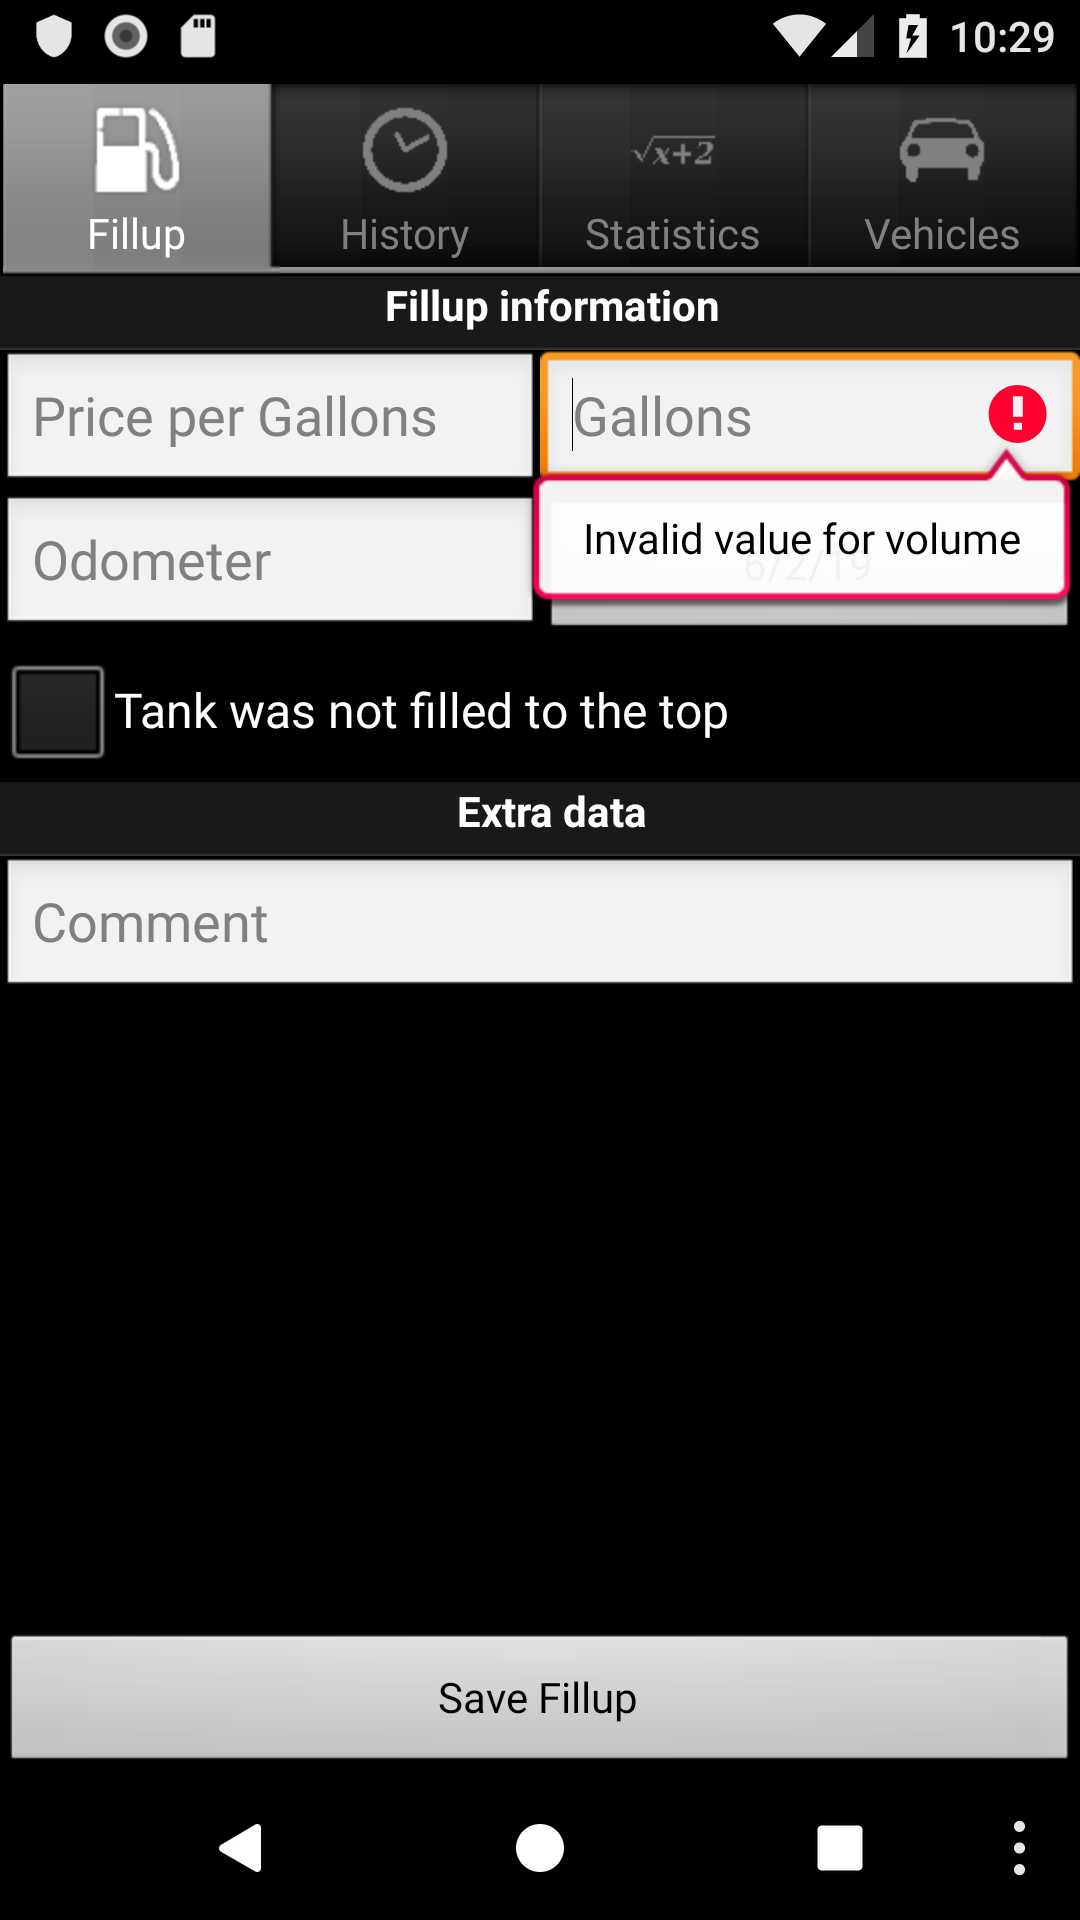 10:29
Fillup
History
√x+2
Statistics
Vehicles
Fillup information
Price per Gallons
Gallons
Invalid value for volume
Odometer
6/2/19
Tank was not filled to the top
Extra data
Comment
Save Fillup